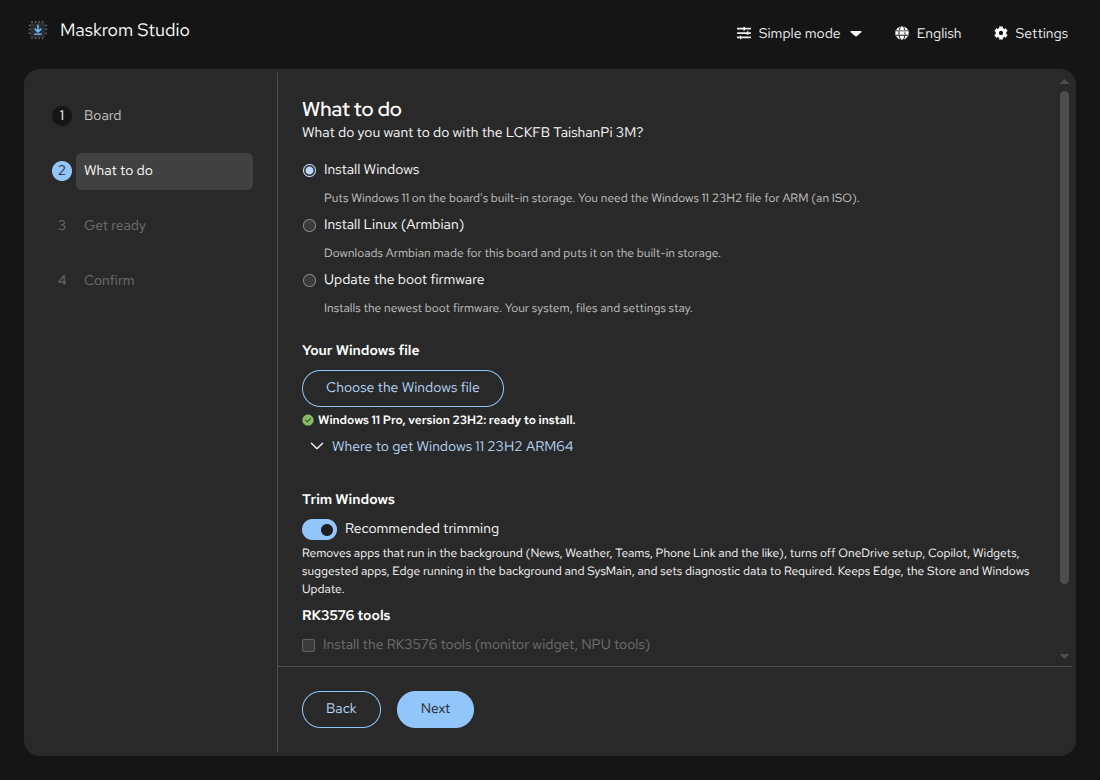 Maskrom Studio
Simple mode
English
Settings
1 Board
2 What to do
3 Get ready
4 Confirm
What to do
What do you want to do with the LCKFB TaishanPi 3M?
Install Windows
Puts Windows 11 on the board's built-in storage. You need the Windows 11 23H2 file for ARM (an ISO).
Install Linux (Armbian)
Downloads Armbian made for this board and puts it on the built-in storage.
Update the boot firmware
Installs the newest boot firmware. Your system, files and settings stay.
Your Windows file
Choose the Windows file
Windows 11 Pro, version 23H2: ready to install.
Where to get Windows 11 23H2 ARM64
Trim Windows
Recommended trimming
Removes apps that run in the background (News, Weather, Teams, Phone Link and the like), turns off OneDrive setup, Copilot, Widgets,
suggested apps, Edge running in the background and SysMain, and sets diagnostic data to Required. Keeps Edge, the Store and Windows
Update.
RK3576 tools
Install the RK3576 tools (monitor widget, NPU tools)
Back
Next